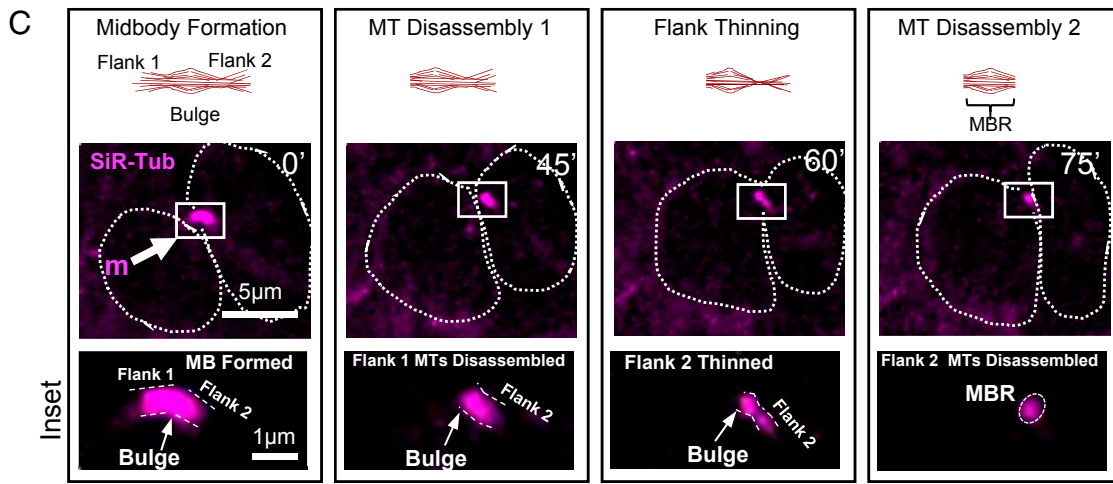 C
Midbody Formation
Flank 1
Flank 2
Bulge
SiR-Tub
0’
m
5μm
Inset
MB Formed
Flank 1
Flank 2
Bulge
1μm
MT Disassembly 1
45’
Flank 1 MTs Disassembled
Flank 2
Bulge
Flank Thinning
60’
Flank 2 Thinned
Flank 2
Bulge
MT Disassembly 2
MBR
75’
Flank 2 MTs Disassembled
MBR